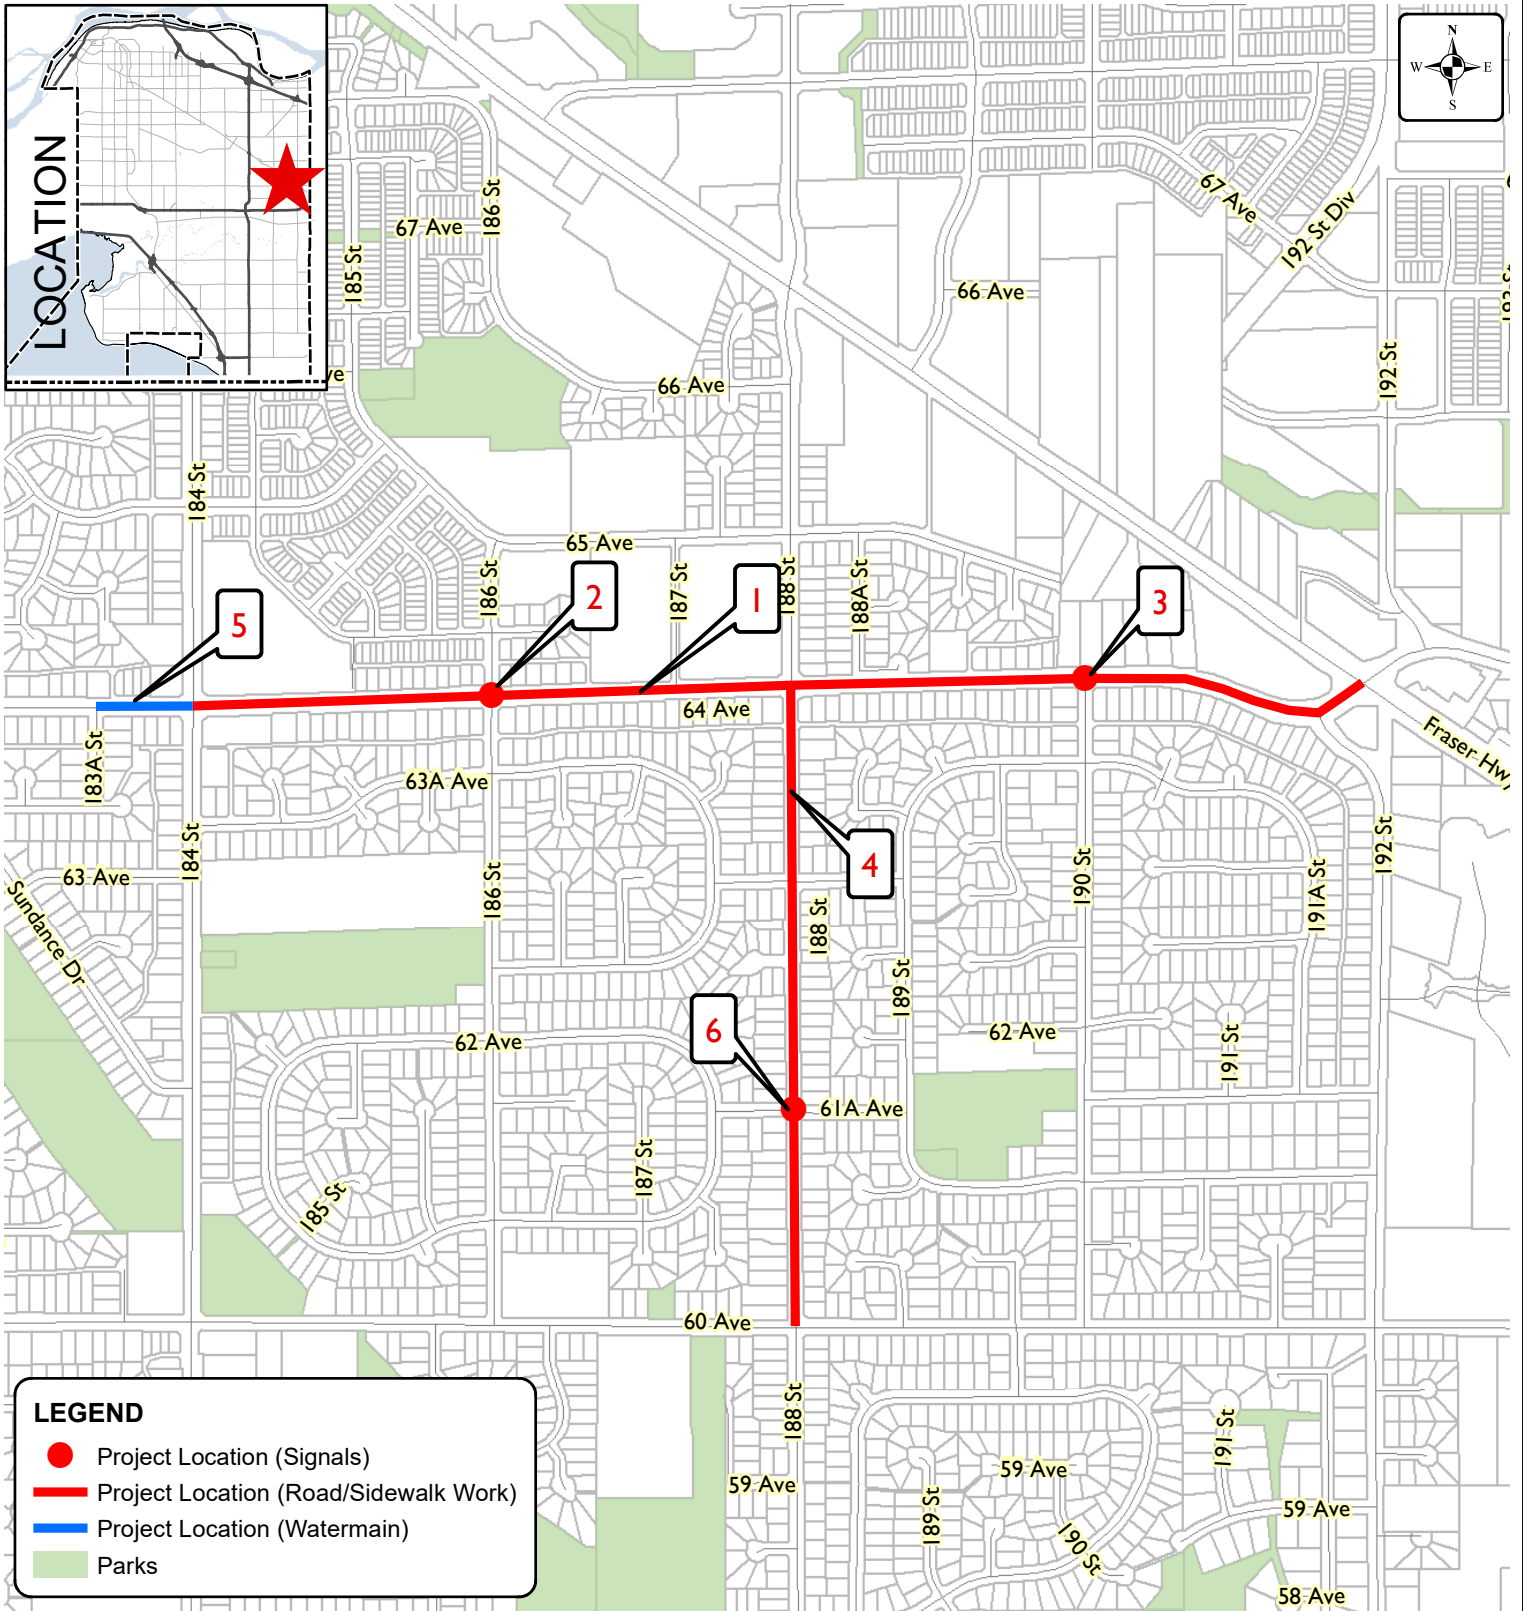 LOCATION
N
W
E
S
67 Ave
186 St
185 St
67 Ave
192 St Div
66 Ave
192 St
66 Ave
184 St
65 Ave
186 St
187 St
188 St
188A St
2
1
3
5
64 Ave
183A St
63A Ave
Fraser Hwy
184 St
63 Ave
186 St
4
190 St
191A St
192 St
Sundance Dr
188 St
189 St
6
62 Ave
62 Ave
191 St
61A Ave
187 St
185 St
60 Ave
188 St
191 St
59 Ave
59 Ave
189 St
59 Ave
190 St
58 Ave
LEGEND
Project Location (Signals)
Project Location (Road/Sidewalk Work)
Project Location (Watermain)
Parks